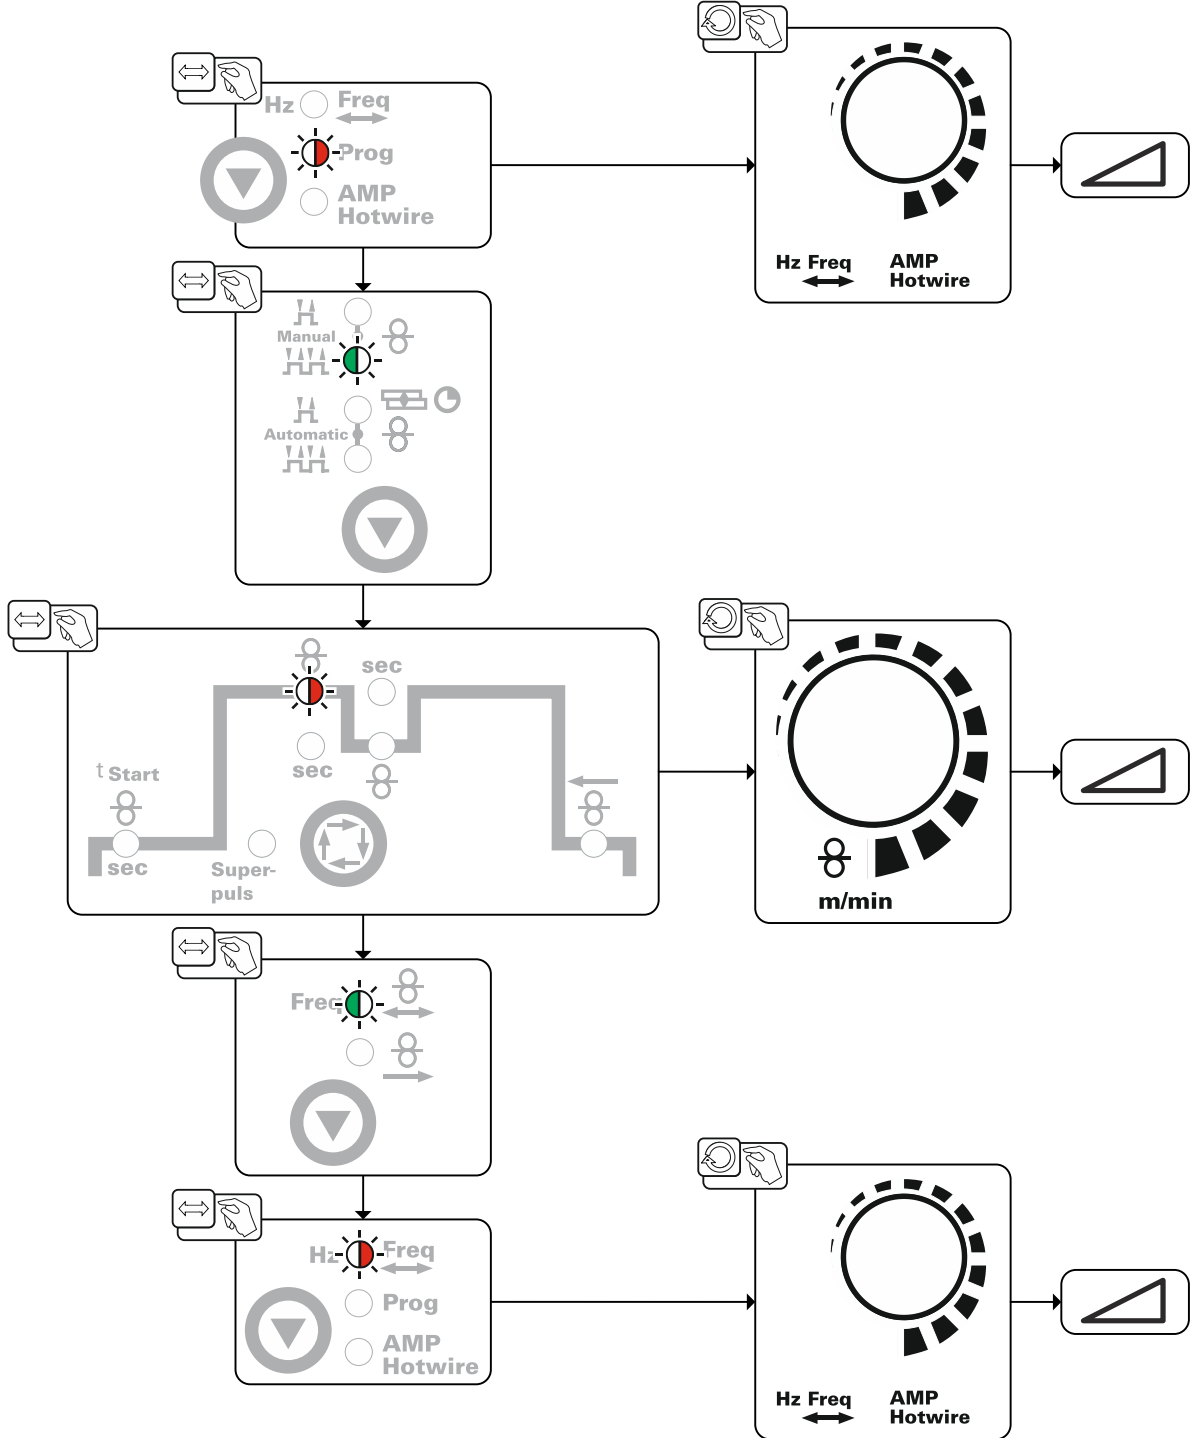 Hz Freq
Prog
AMP
Hotwire
Hz Freq AMP
Hotwire
Manual
Automatic
sec
sec
t Start
sec
Super-
puls
m/min
Freq
Hz Freq
Prog
AMP
Hotwire
Hz Freq AMP
Hotwire